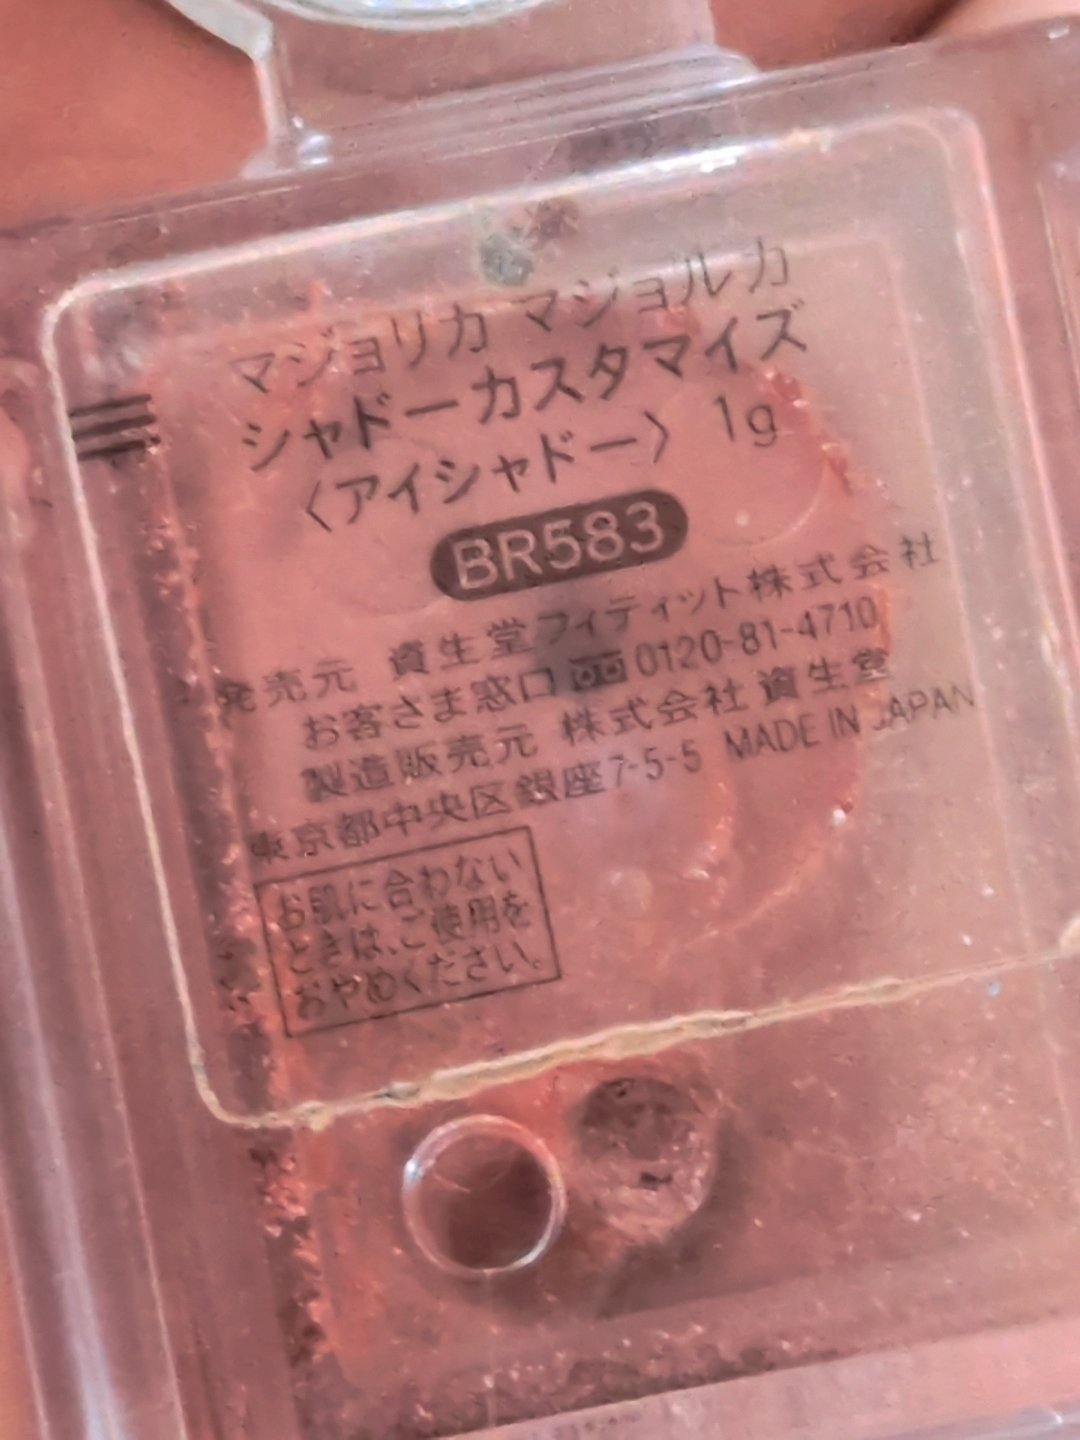 マジョリカ マジョルカ
シャドーカスタマイズ
〈アイシャドー〉 1g
BR583
発売元 資生堂フィティット株式会社
お客さま窓口 0120-81-4710
製造販売元 株式会社 資生堂
東京都中央区銀座7-5-5 MADE IN JAPAN
お肌に合わない
ときは、ご使用を
おやめください。